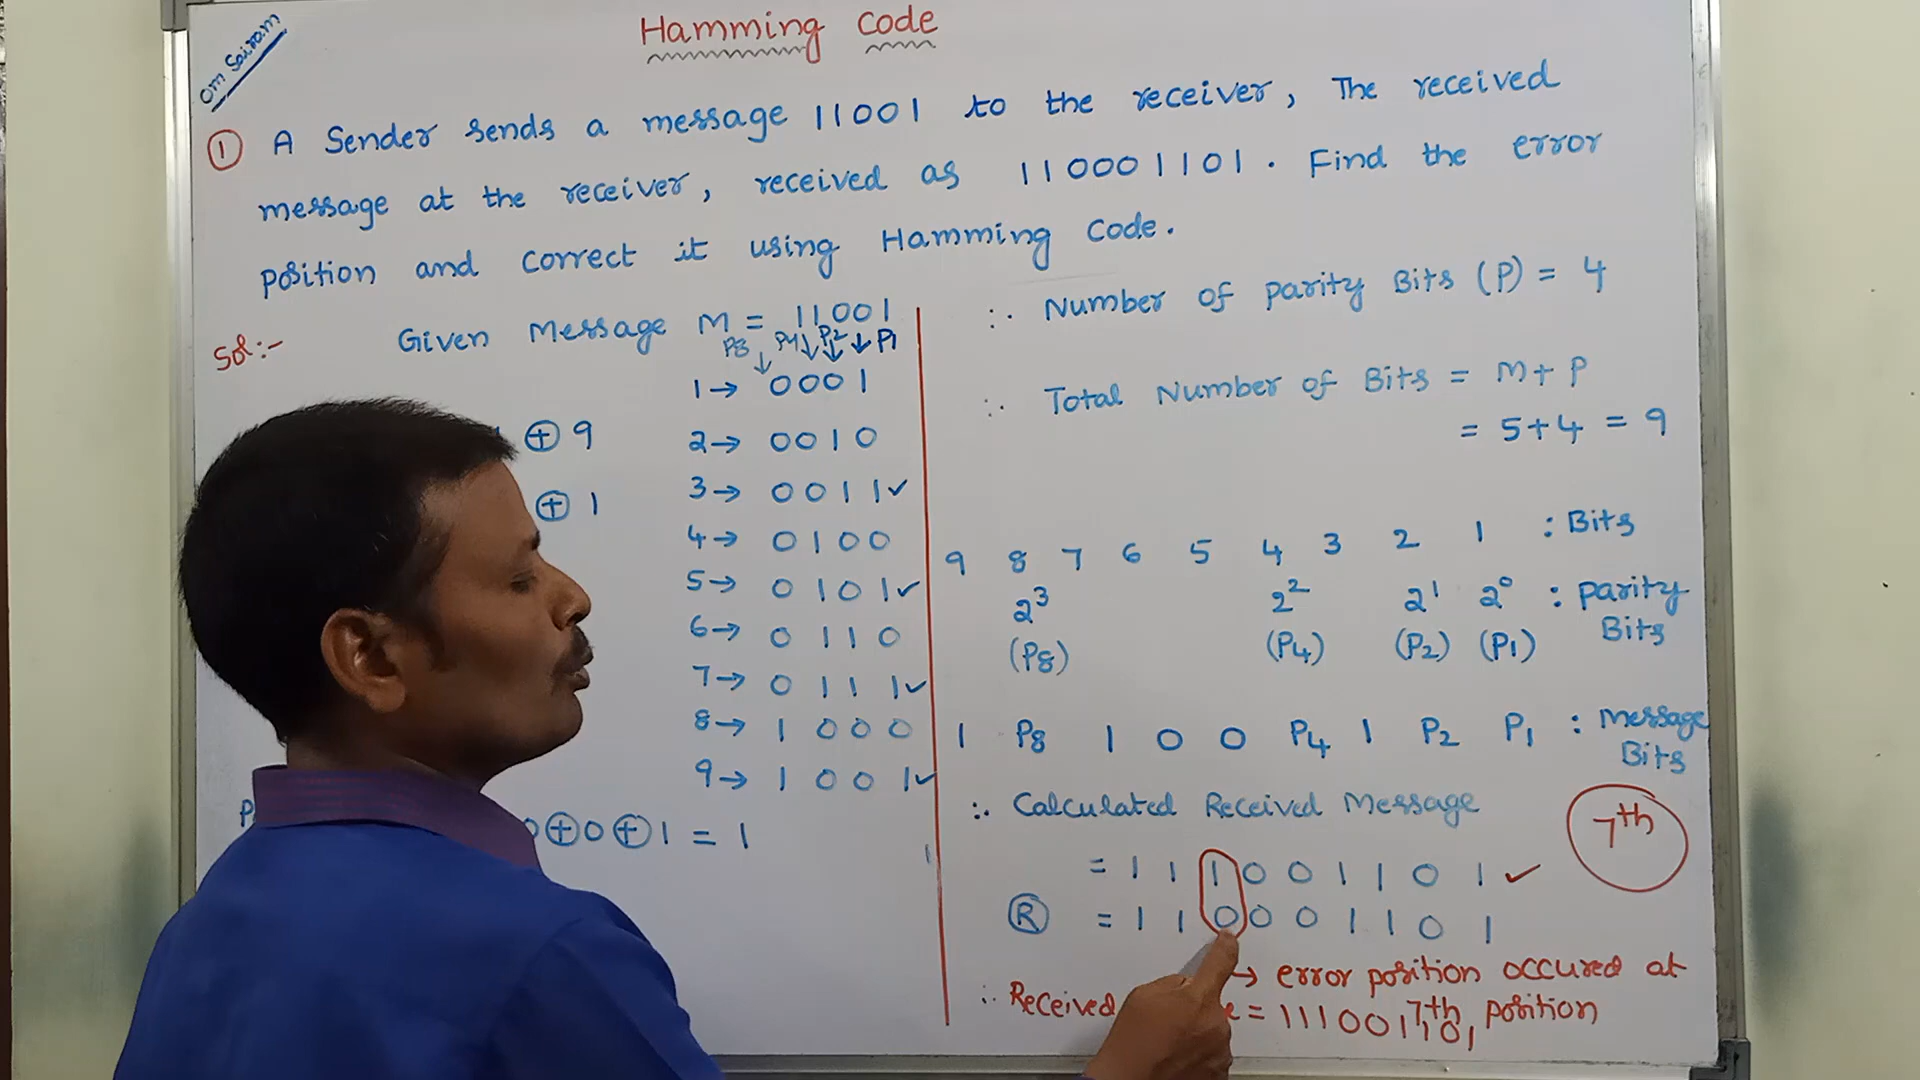 Om Sairam
Hamming Code
1 A Sender sends a message 11001 to the receiver, The received
message at the receiver, received as 110001101. Find the error
position and correct it using Hamming Code.
Sol:- Given Message M = 11001
P8 P4 P2 P1
1→ 0001
⊕ 9
2→ 0010
3→ 0011✓
⊕ 1
4→ 0100
5→ 0101✓
6→ 0110
7→ 0111✓
8→ 1000
9→ 1001✓
⊕0⊕1 = 1
∴ Number of parity Bits (P) = 4
∴ Total Number of Bits = M+P
= 5+4 = 9
9 8 7 6 5 4 3 2 1 : Bits
2³ 2² 2¹ 2⁰ : parity
(P8) (P4) (P2) (P1) Bits
1 P8 1 0 0 P4 1 P2 P1 : Message
Bits
∴ Calculated Received Message
7th
= 1 1 1 0 0 1 1 0 1 ✓
R = 1 1 0 0 0 1 1 0 1
→ error position occured at
7th position
∴ Received = 111001101